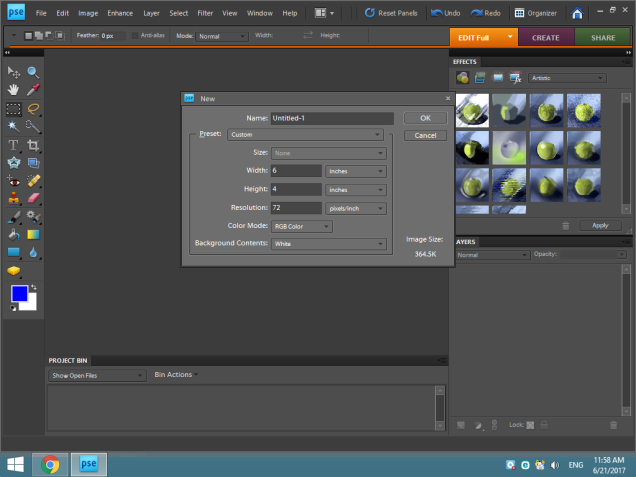 pse File Edit Image Enhance Layer Select Filter View Window Help Reset Panels Undo Redo Organizer
Feather: 0 px Anti-alias Mode: Normal Width: Height:
EDIT Full CREATE SHARE
EFFECTS
Artistic
Apply
pse New
Name: Untitled-1 OK
Preset: Custom Cancel
Size: None
Width: 6 inches
Height: 4 inches
Resolution: 72 pixels/inch
Color Mode: RGB Color
Background Contents: White
Image Size:
364.5K
LAYERS
Normal Opacity:
Lock:
PROJECT BIN
Show Open Files Bin Actions
pse
ENG
11:58 AM
6/21/2017